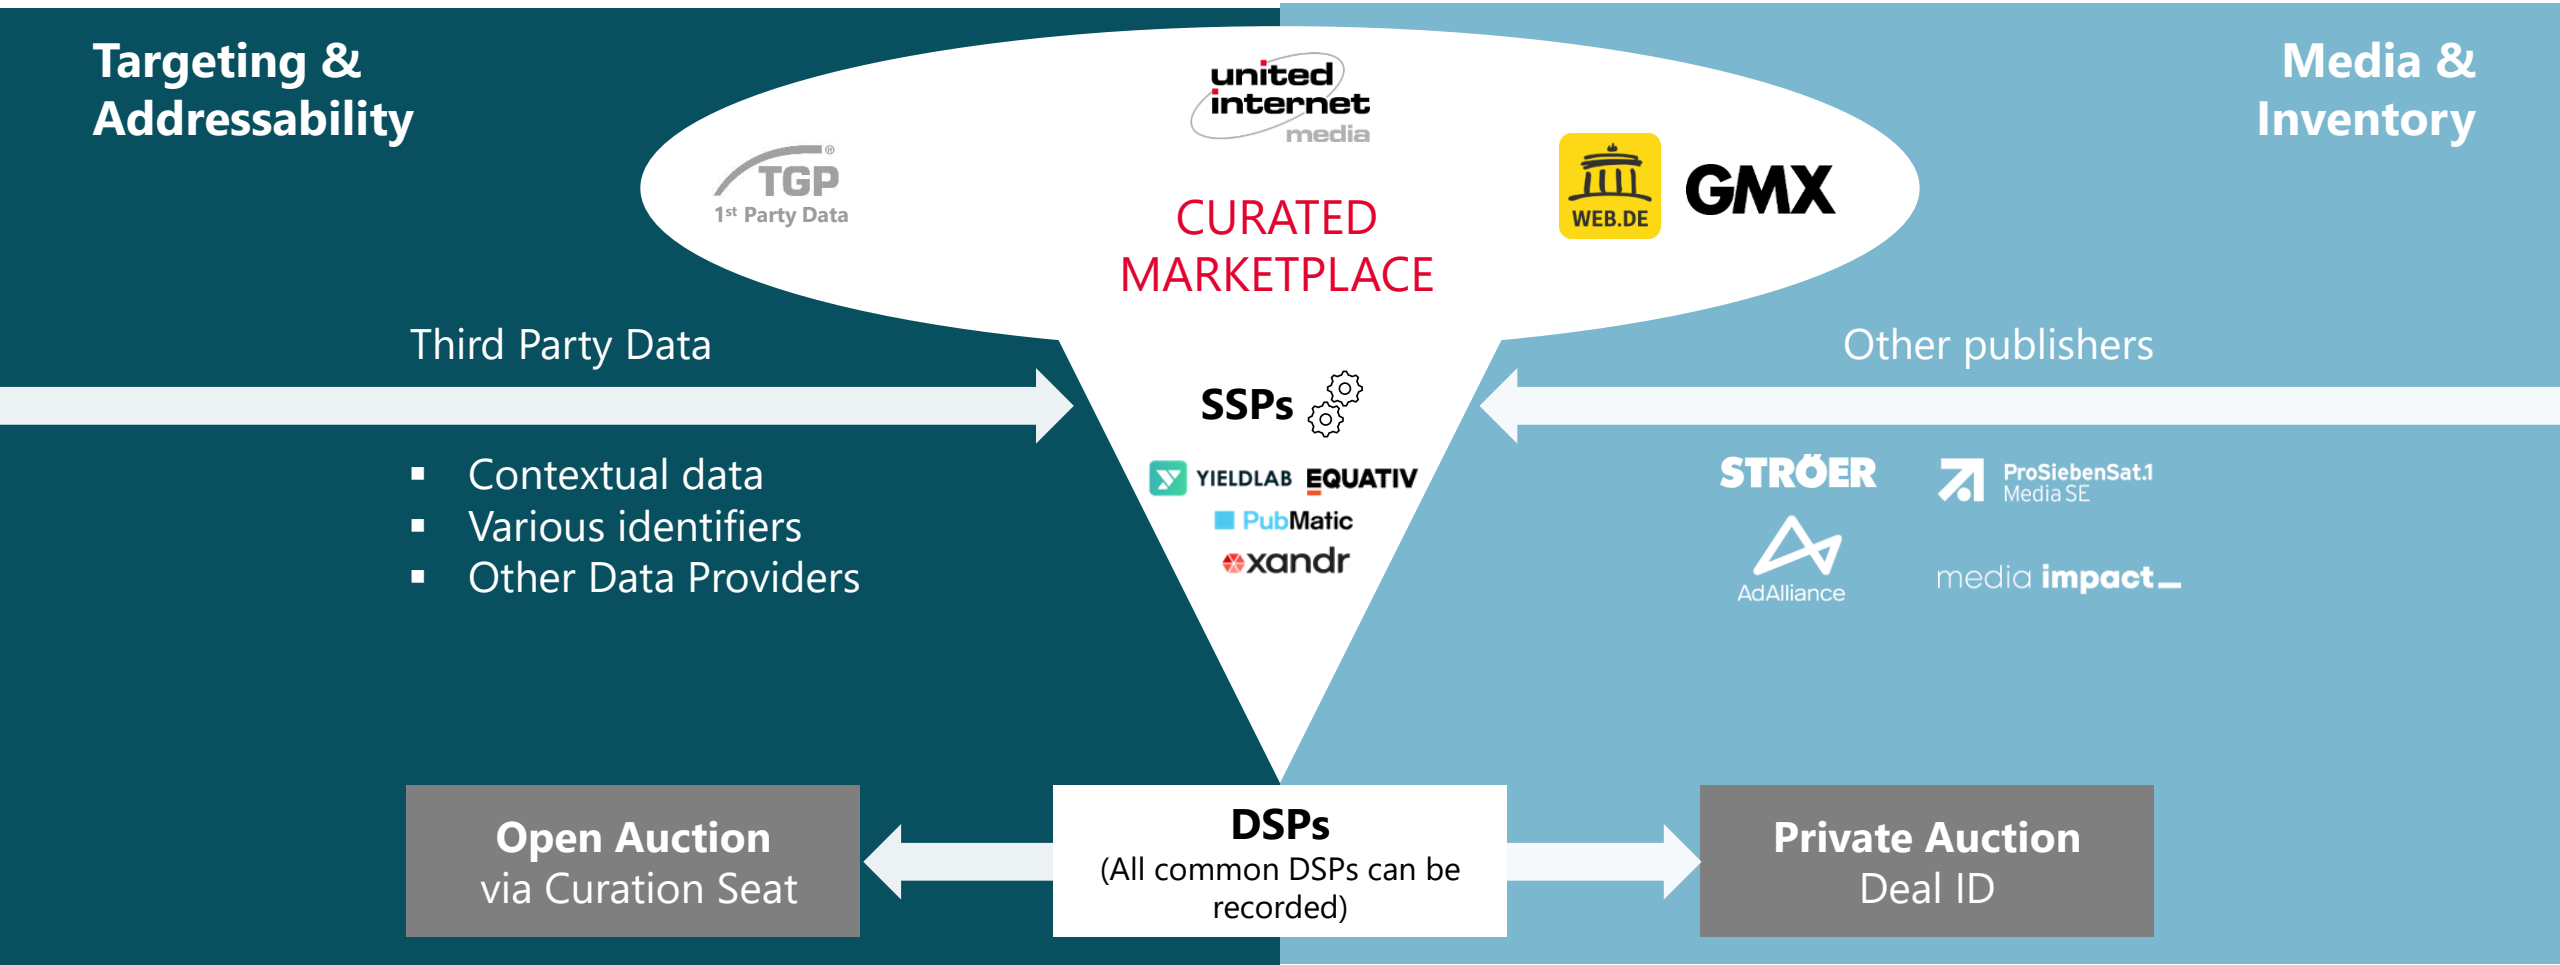 Targeting &
Addressability
united
internet
media
Media &
Inventory
TGP®
1st Party Data
CURATED
MARKETPLACE
WEB.DE
GMX
Third Party Data
Other publishers
SSPs
Contextual data
Various identifiers
Other Data Providers
YIELDLAB EQUATIV
PubMatic
xandr
STRÖER
ProSiebenSat.1
Media SE
AdAlliance
media impact_
Open Auction
via Curation Seat
DSPs
(All common DSPs can be
recorded)
Private Auction
Deal ID